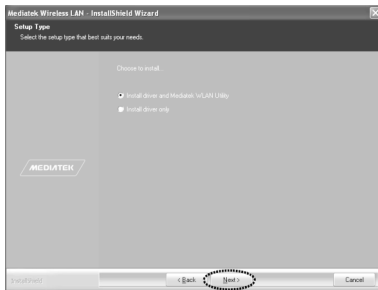 Mediatek Wireless LAN - InstallShield Wizard
Setup Type
Select the setup type that best suits your needs.
Choose to install...
Install driver and Mediatek WLAN Utility
Install driver only
MEDIATEK
InstallShield
< Back
Next >
Cancel